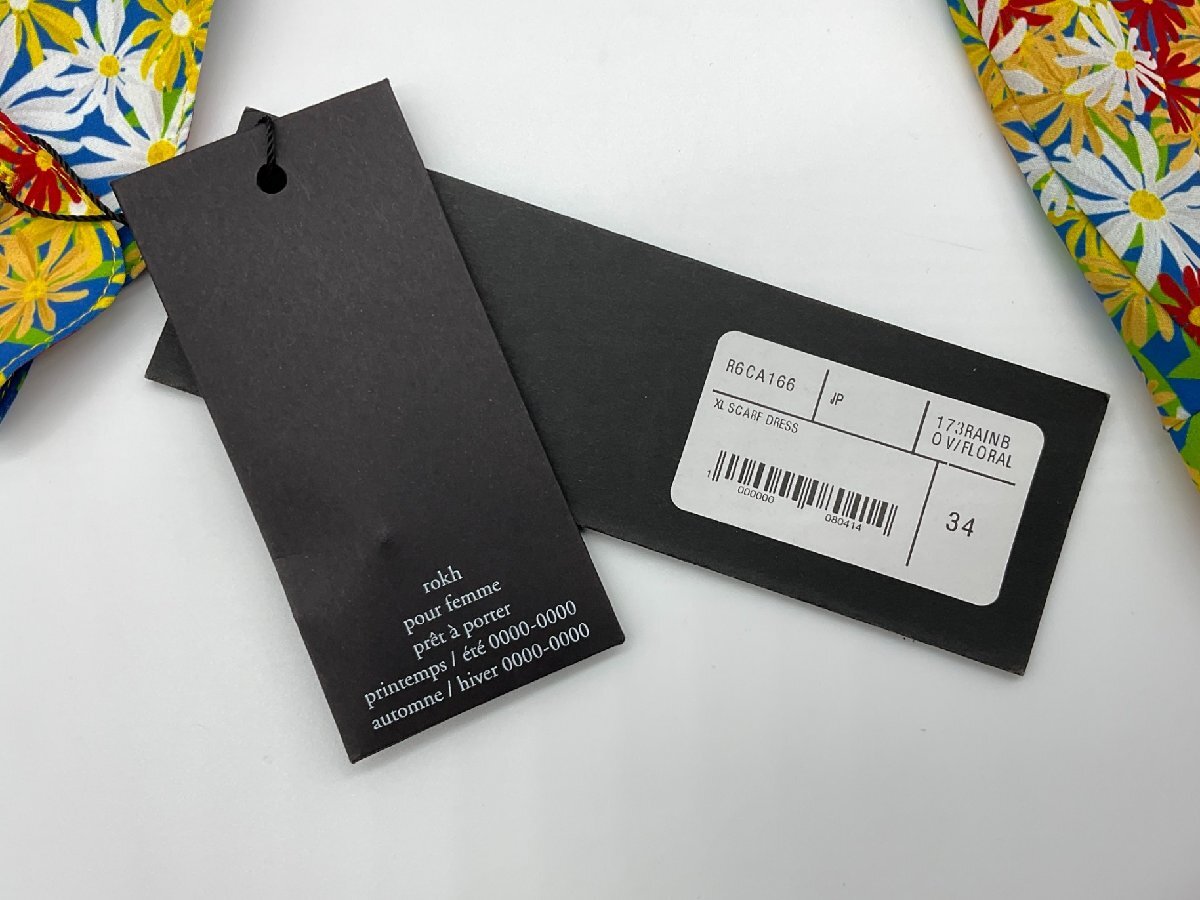 rokh
pour femme
prêt à porter
printemps / été 0000-0000
automne / hiver 0000-0000
R6CA166
JP
173RAINB
OV/FLORAL
XL SCARF DRESS
1
000000
080414
34